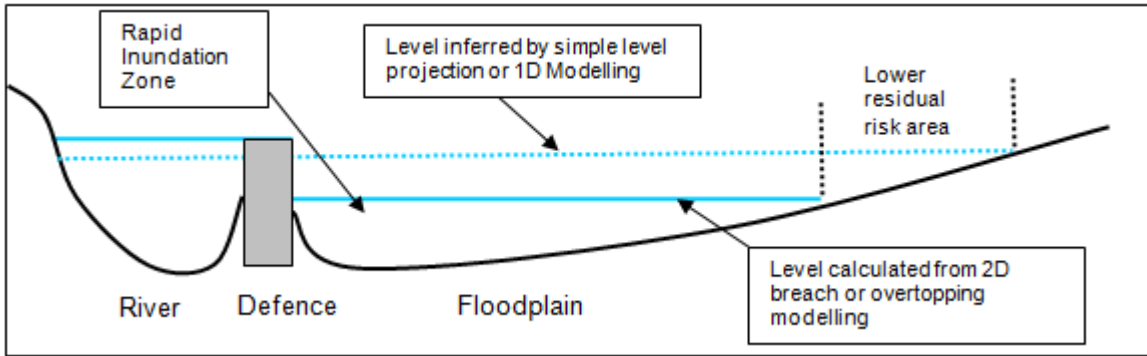 Rapid
Inundation
Zone
Level inferred by simple level
projection or 1D Modelling
Lower
residual
risk area
Level calculated from 2D
breach or overtopping
modelling
River
Defence
Floodplain